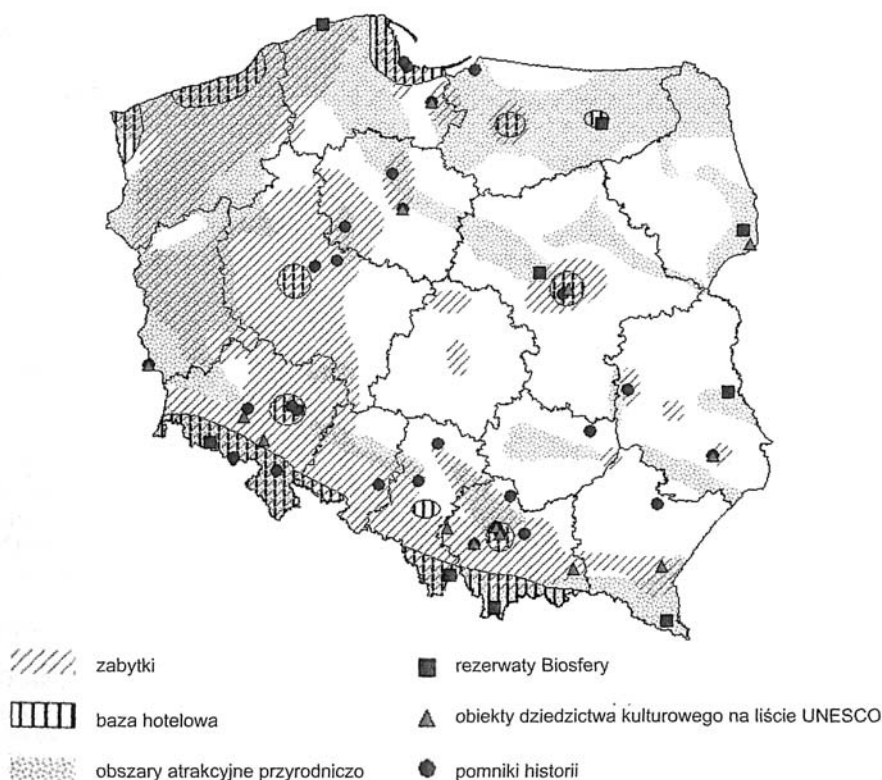 zabytki
baza hotelowa
obszary atrakcyjne przyrodniczo
rezerwaty Biosfery
obiekty dziedzictwa kulturowego na liście UNESCO
pomniki historii